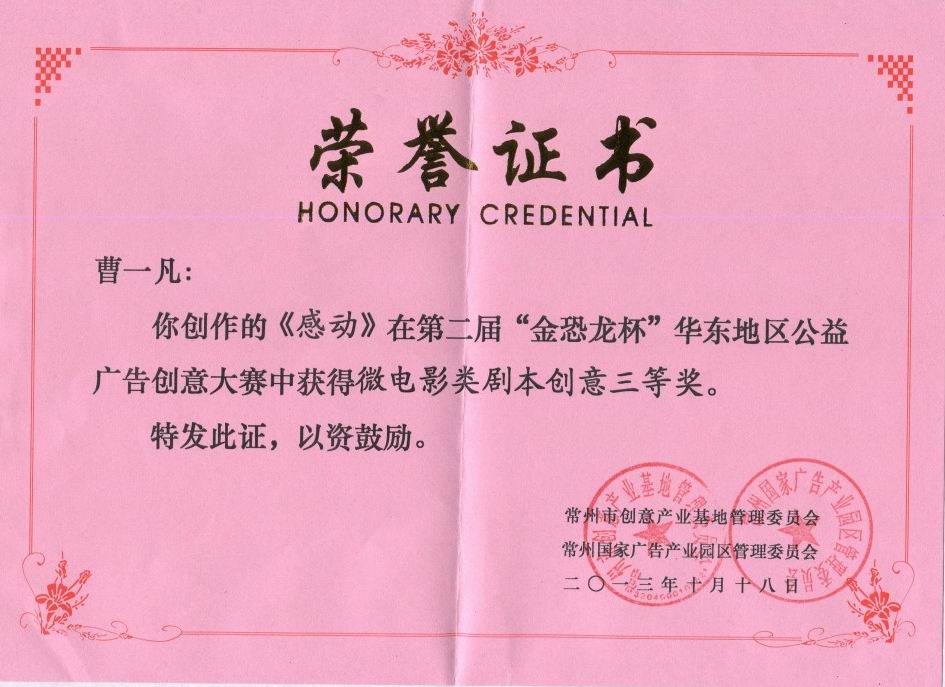 荣誉证书
HONORARY CREDENTIAL
曹一凡：
你创作的《感动》在第二届“金恐龙杯”华东地区公益
广告创意大赛中获得微电影类剧本创意三等奖。
特发此证，以资鼓励。
常州市创意产业基地管理委员会
常州国家广告产业园区管理委员会
二〇一三年十月十八日